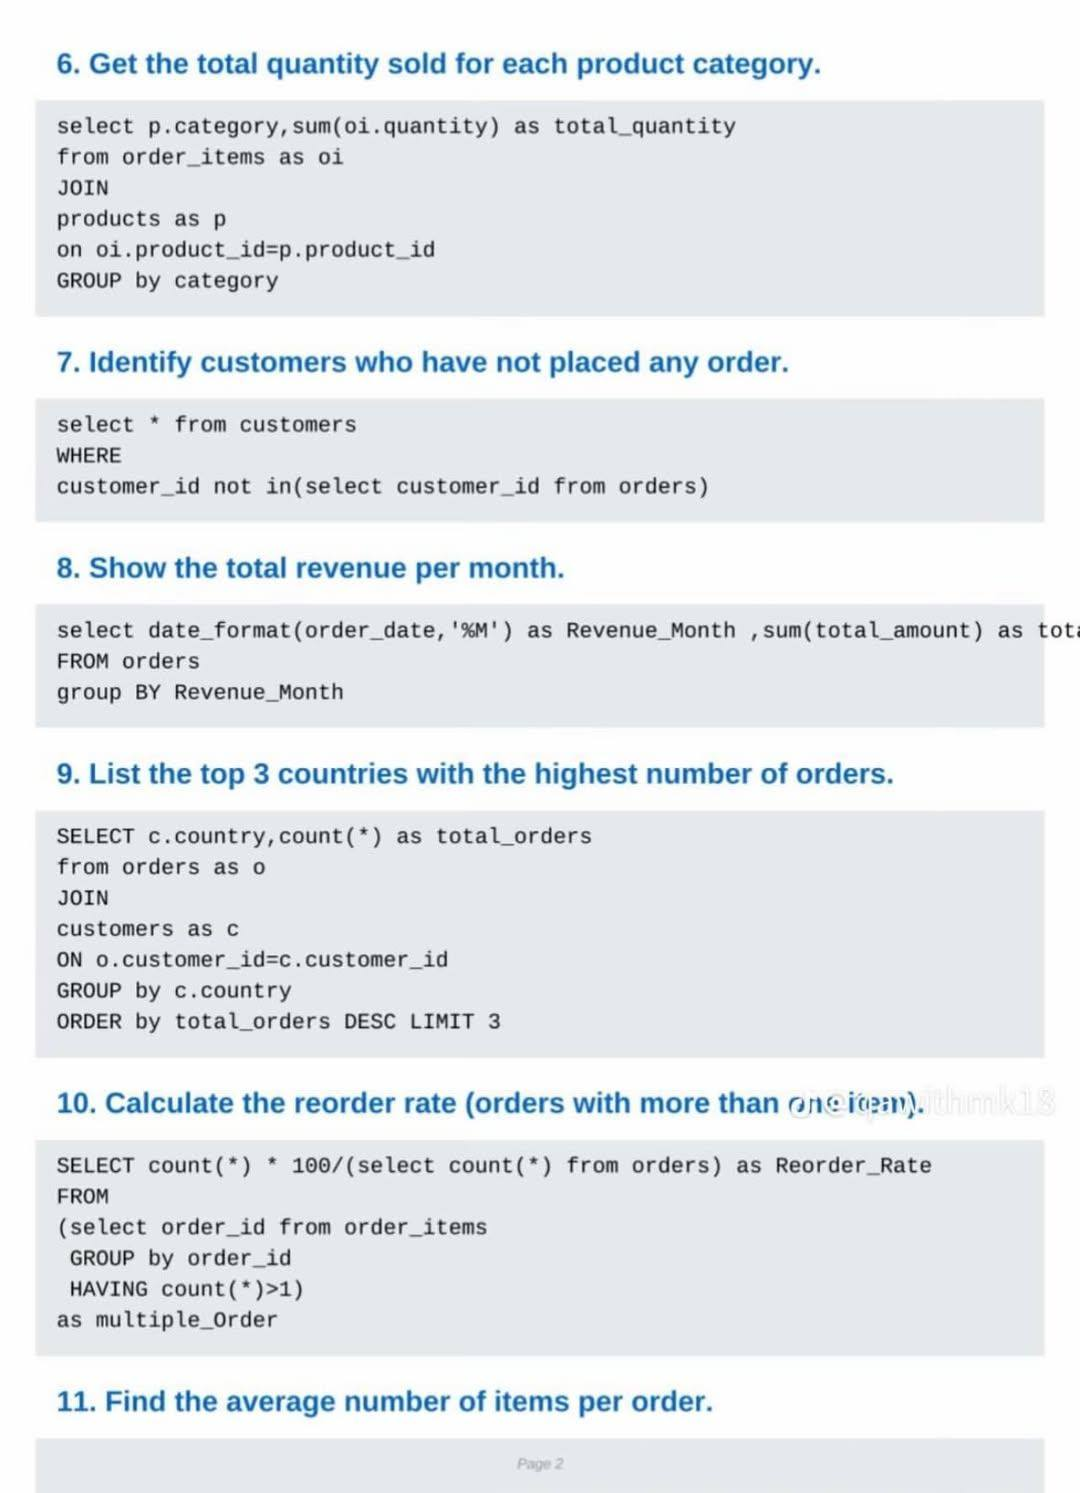 6. Get the total quantity sold for each product category.
select p.category,sum(oi.quantity) as total_quantity
from order_items as oi
JOIN
products as p
on oi.product_id=p.product_id
GROUP by category
7. Identify customers who have not placed any order.
select * from customers
WHERE
customer_id not in(select customer_id from orders)
8. Show the total revenue per month.
select date_format(order_date,'%M') as Revenue_Month ,sum(total_amount) as
FROM orders
group BY Revenue_Month
9. List the top 3 countries with the highest number of orders.
SELECT c.country,count(*) as total_orders
from orders as o
JOIN
customers as c
ON o.customer_id=c.customer_id
GROUP by c.country
ORDER by total_orders DESC LIMIT 3
10. Calculate the reorder rate (orders with more than one item).
SELECT count(*) * 100/(select count(*) from orders) as Reorder_Rate
FROM
(select order_id from order_items
GROUP by order_id
HAVING count(*)>1)
as multiple_Order
11. Find the average number of items per order.
Page 2